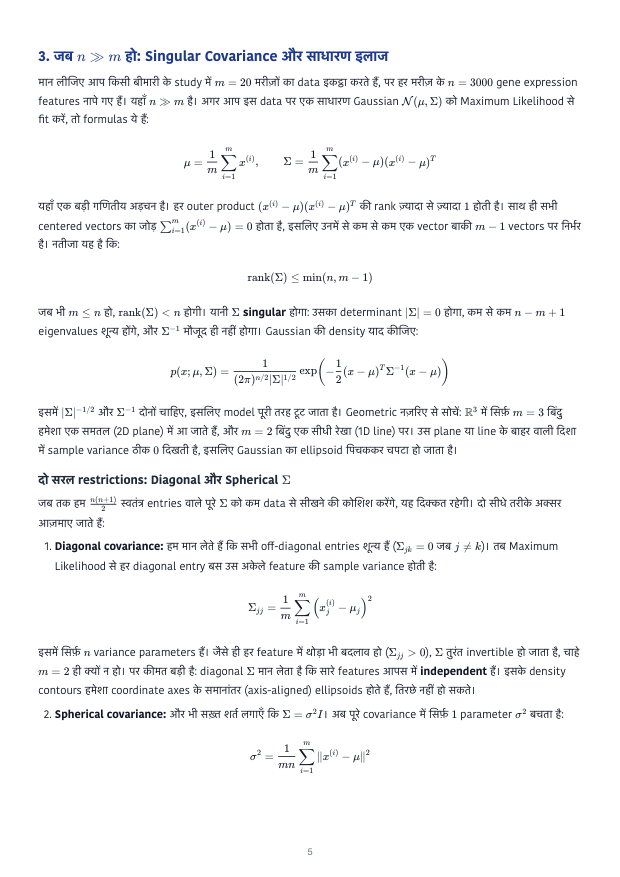 3. जब n ≫ m हो: Singular Covariance और साधारण इलाज
मान लीजिए आप किसी बीमारी के study में m = 20 मरीज़ों का data इकट्ठा करते हैं, पर हर मरीज़ के n = 3000 gene expression
features नापे गए हैं। यहाँ n ≫ m है। अगर आप इस data पर एक साधारण Gaussian 𝒩(μ, Σ) को Maximum Likelihood से
fit करें, तो formulas ये हैं:
μ = \frac{1}{m} \sum_{i=1}^{m} x^{(i)}, Σ = \frac{1}{m} \sum_{i=1}^{m} (x^{(i)} − μ)(x^{(i)} − μ)^T
यहाँ एक बड़ी गणितीय अड़चन है। हर outer product (x^{(i)} − μ)(x^{(i)} − μ)^T की rank ज़्यादा से ज़्यादा 1 होती है। साथ ही सभी
centered vectors का जोड़ \sum_{i=1}^{m}(x^{(i)} − μ) = 0 होता है, इसलिए उनमें से कम से कम एक vector बाकी m − 1 vectors पर निर्भर
है। नतीजा यह है कि:
rank(Σ) ≤ min(n, m − 1)
जब भी m ≤ n हो, rank(Σ) < n होगी। यानी Σ singular होगा: उसका determinant |Σ| = 0 होगा, कम से कम n − m + 1
eigenvalues शून्य होंगे, और Σ^{−1} मौजूद ही नहीं होगा। Gaussian की density याद कीजिए:
p(x; μ, Σ) = \frac{1}{(2π)^{n/2}|Σ|^{1/2}} exp(−\frac{1}{2}(x − μ)^T Σ^{−1}(x − μ))
इसमें |Σ|^{−1/2} और Σ^{−1} दोनों चाहिए, इसलिए model पूरी तरह टूट जाता है। Geometric नज़रिए से सोचें: ℝ^3 में सिर्फ़ m = 3 बिंदु
हमेशा एक समतल (2D plane) में आ जाते हैं, और m = 2 बिंदु एक सीधी रेखा (1D line) पर। उस plane या line के बाहर वाली दिशा
में sample variance ठीक 0 दिखती है, इसलिए Gaussian का ellipsoid पिचककर चपटा हो जाता है।
दो सरल restrictions: Diagonal और Spherical Σ
जब तक हम \frac{n(n+1)}{2} स्वतंत्र entries वाले पूरे Σ को कम data से सीखने की कोशिश करेंगे, यह दिक्कत रहेगी। दो सीधे तरीके अक्सर
आज़माए जाते हैं:
1. Diagonal covariance: हम मान लेते हैं कि सभी off-diagonal entries शून्य हैं (Σ_{jk} = 0 जब j ≠ k)। तब Maximum
Likelihood से हर diagonal entry बस उस अकेले feature की sample variance होती है:
Σ_{jj} = \frac{1}{m} \sum_{i=1}^{m} (x_j^{(i)} − μ_j)^2
इसमें सिर्फ़ n variance parameters हैं। जैसे ही हर feature में थोड़ा भी बदलाव हो (Σ_{jj} > 0), Σ तुरंत invertible हो जाता है, चाहे
m = 2 ही क्यों न हो। पर कीमत बड़ी है: diagonal Σ मान लेता है कि सारे features आपस में independent हैं। इसके density
contours हमेशा coordinate axes के समानांतर (axis-aligned) ellipsoids होते हैं, तिरछे नहीं हो सकते।
2. Spherical covariance: और भी सख़्त शर्त लगाएँ कि Σ = σ^2 I। अब पूरे covariance में सिर्फ़ 1 parameter σ^2 बचता है:
σ^2 = \frac{1}{mn} \sum_{i=1}^{m} ∥x^{(i)} − μ∥^2
5